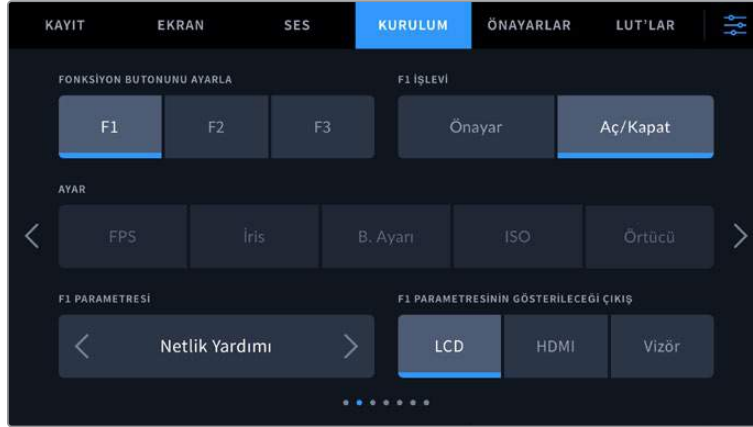 KAYIT EKRAN SES KURULUM ÖNAYARLAR LUT’LAR
FONKSİYON BUTONUNU AYARLA F1 İŞLEVİ
F1 F2 F3 Önayar Aç/Kapat
AYAR
FPS İris B. Ayarı ISO Örtücü
F1 PARAMETRESİ F1 PARAMETRESİNİN GÖSTERİLECEĞİ ÇIKIŞ
Netlik Yardımı LCD HDMI Vizör